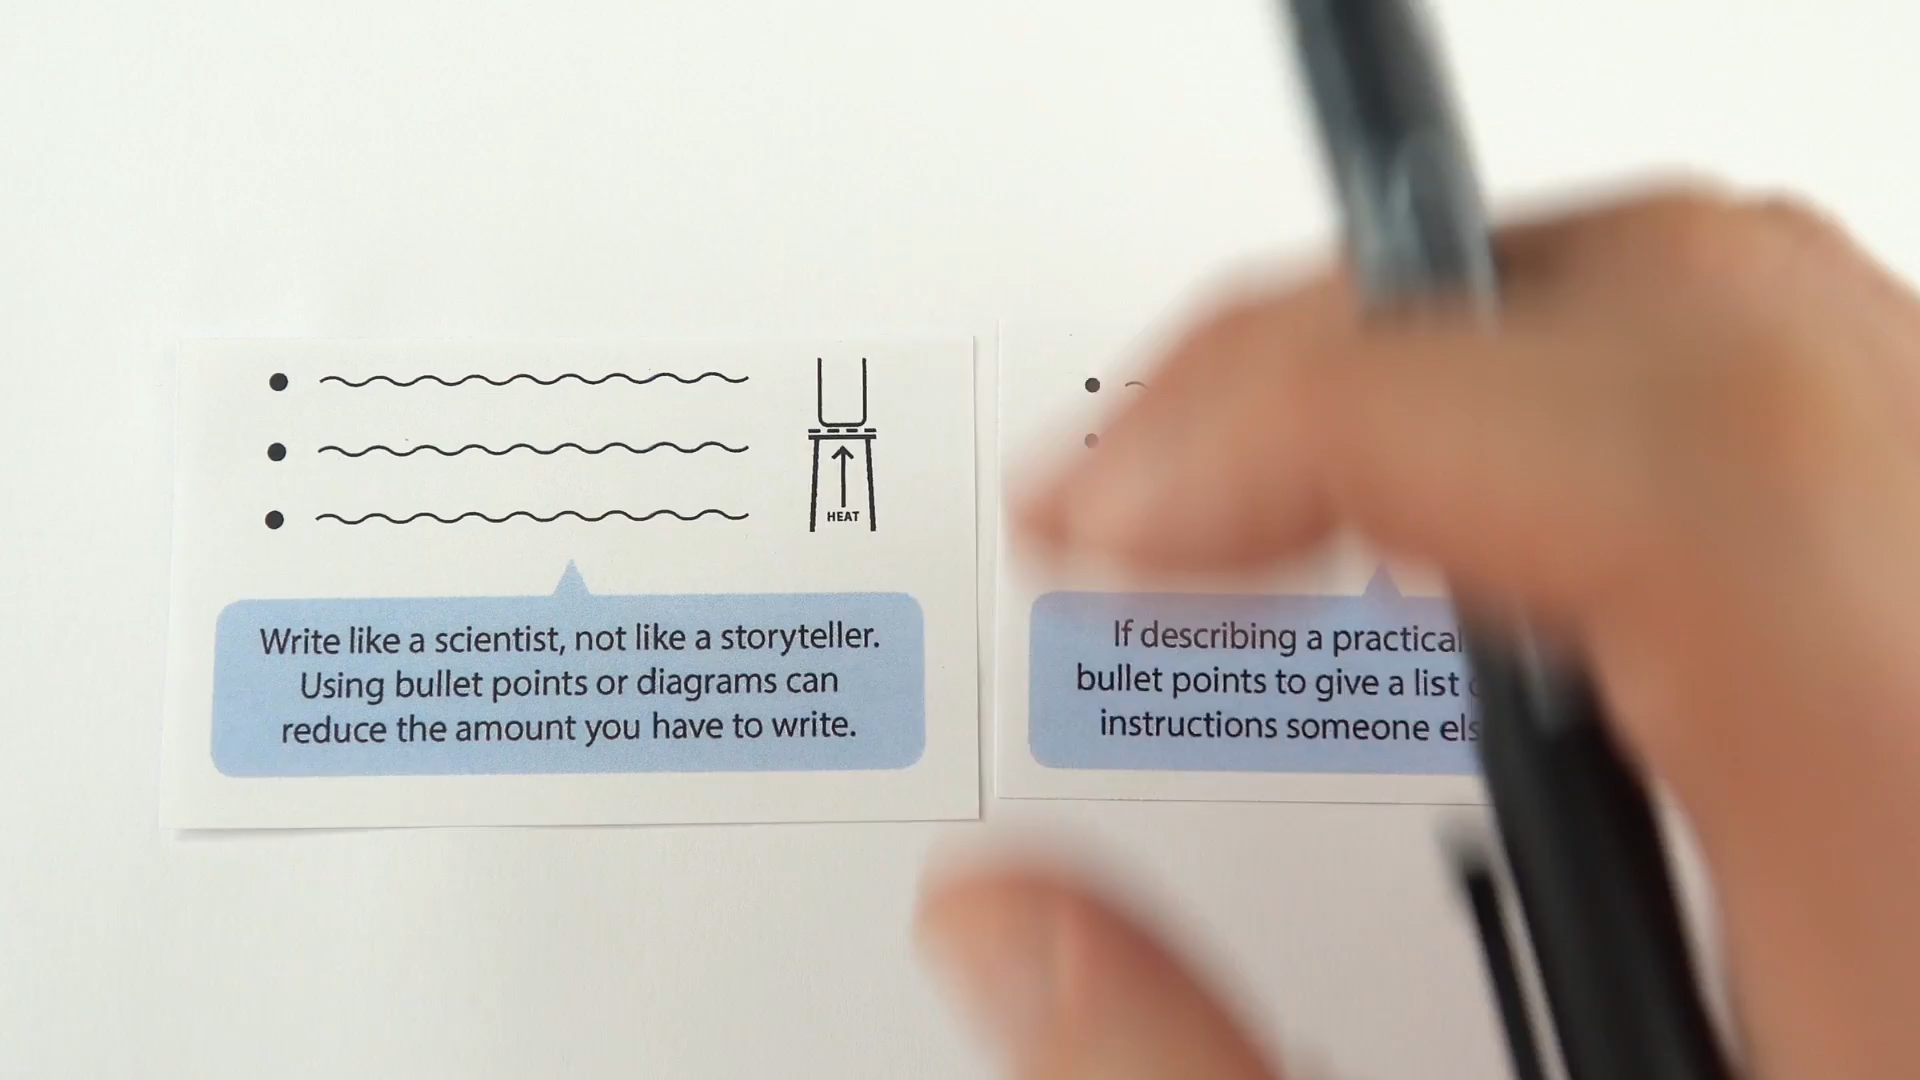 HEAT
Write like a scientist, not like a storyteller.
Using bullet points or diagrams can
reduce the amount you have to write.
If describing a practical
bullet points to give a list
instructions someone